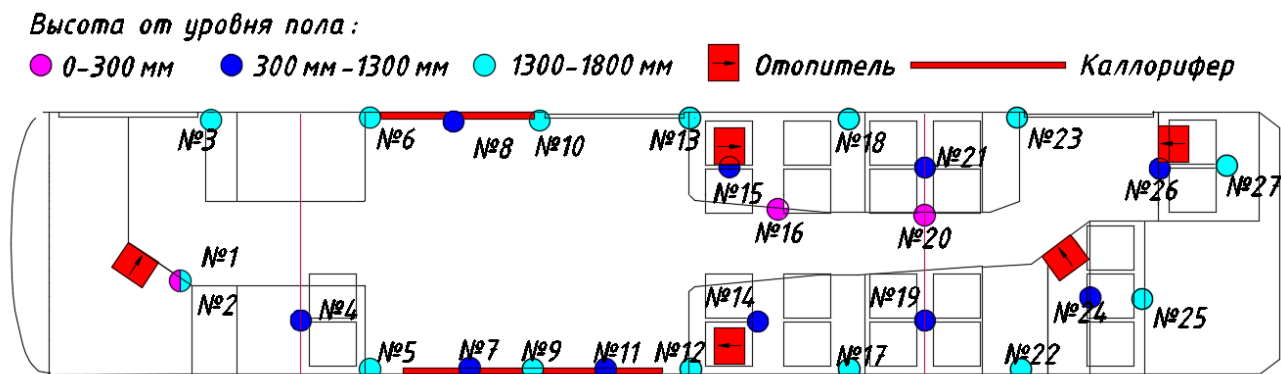 Высота от уровня пола:
0-300 мм 300 мм-1300 мм 1300-1800 мм Отопитель Каллорифер
№3 №6 №8 №10 №13 №18 №23
№21
№15 №26 №27
№16 №20
№1
№2 №4 №14 №19 №24 №25
№5 №7 №9 №11 №12 №17 №22